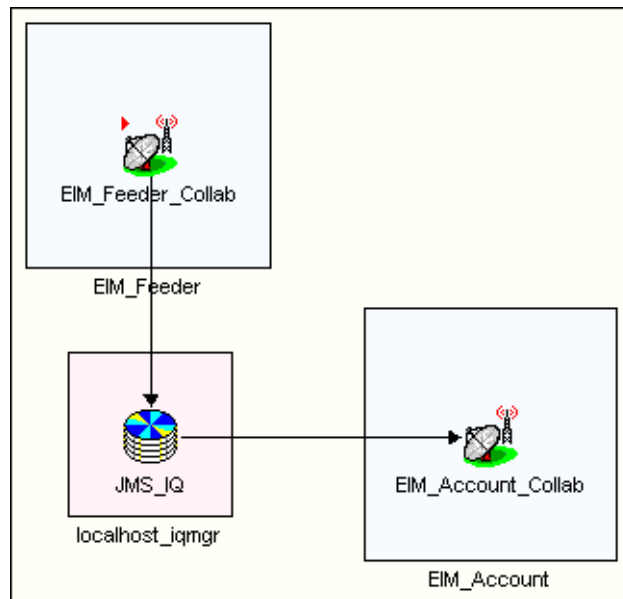 EIM_Feeder_Collab
EIM_Feeder
JMS_IQ
localhost_iqmgr
EIM_Account_Collab
EIM_Account